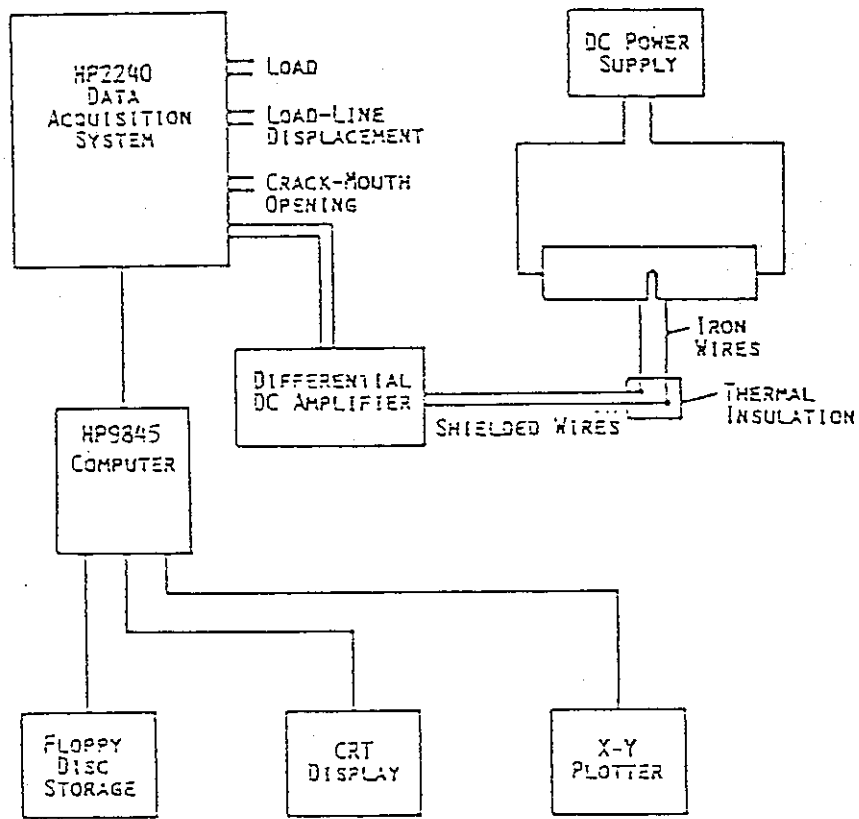 HP2240
DATA
ACQUISITION
SYSTEM
LOAD
LOAD-LINE
DISPLACEMENT
CRACK-MOUTH
OPENING
DC POWER
SUPPLY
IRON
WIRES
THERMAL
INSULATION
DIFFERENTIAL
DC AMPLIFIER
SHIELDED WIRES
HP9845
COMPUTER
FLOPPY
DISC
STORAGE
CRT
DISPLAY
X-Y
PLOTTER